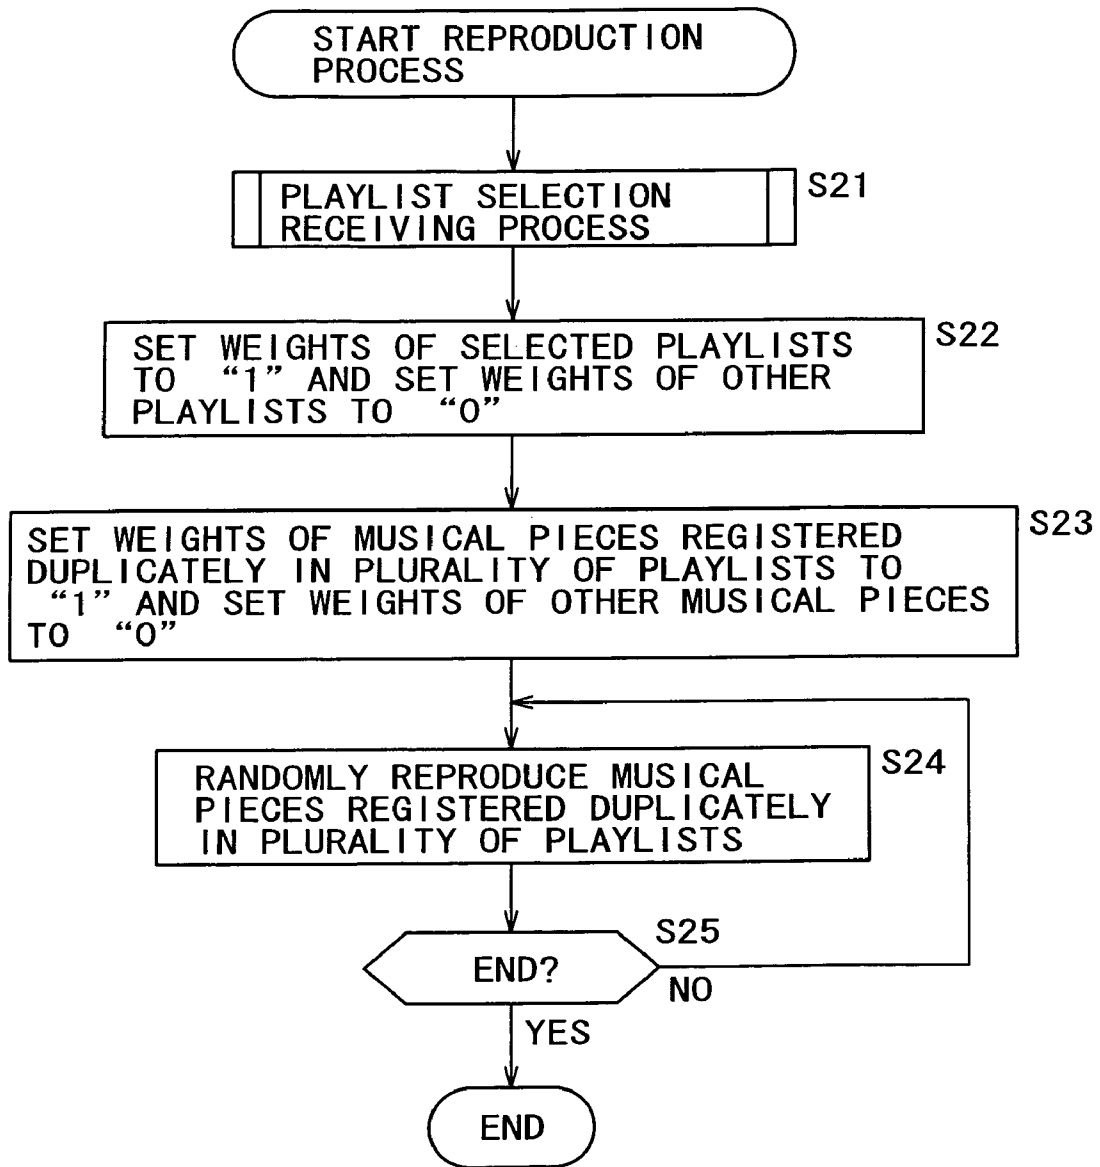 START REPRODUCTION
PROCESS
PLAYLIST SELECTION
RECEIVING PROCESS
S21
SET WEIGHTS OF SELECTED PLAYLISTS
TO “1” AND SET WEIGHTS OF OTHER
PLAYLISTS TO “0”
S22
SET WEIGHTS OF MUSICAL PIECES REGISTERED
DUPLICATELY IN PLURALITY OF PLAYLISTS TO
“1” AND SET WEIGHTS OF OTHER MUSICAL PIECES
TO “0”
S23
RANDOMLY REPRODUCE MUSICAL
PIECES REGISTERED DUPLICATELY
IN PLURALITY OF PLAYLISTS
S24
END?
S25
NO
YES
END